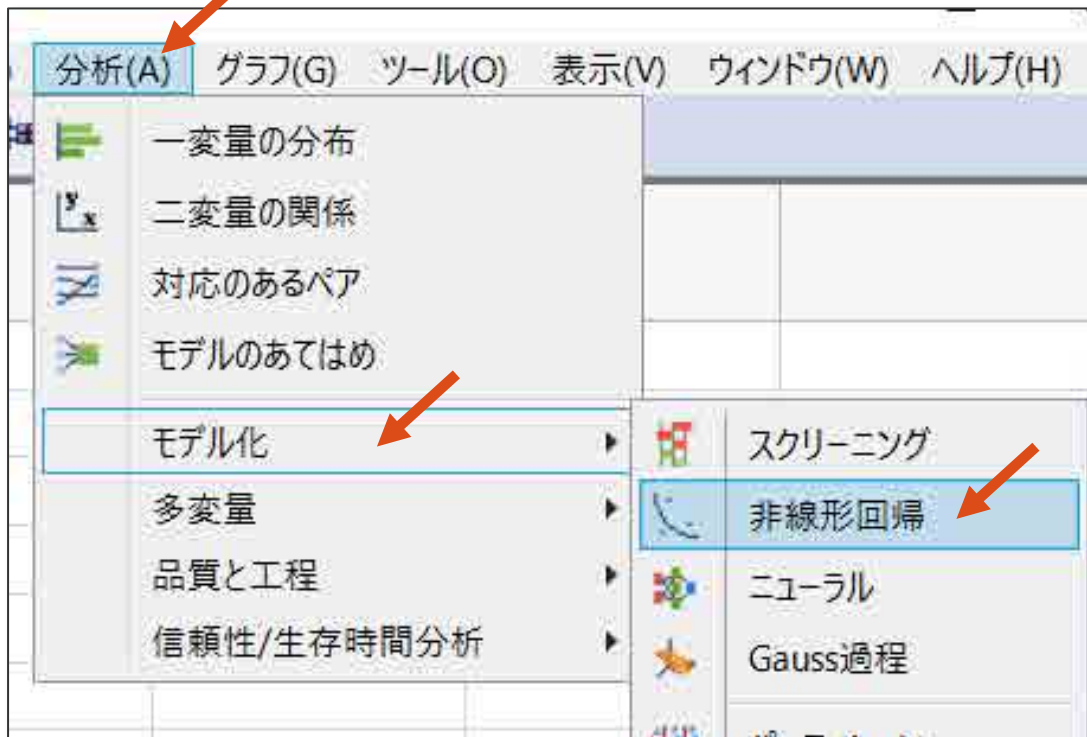 分析(A) グラフ(G) ツール(O) 表示(V) ウィンドウ(W) ヘルプ(H)
一変量の分布
y x
二変量の関係
対応のあるペア
モデルのあてはめ
モデル化
多変量
品質と工程
信頼性/生存時間分析
スクリーニング
非線形回帰
ニューラル
Gauss過程